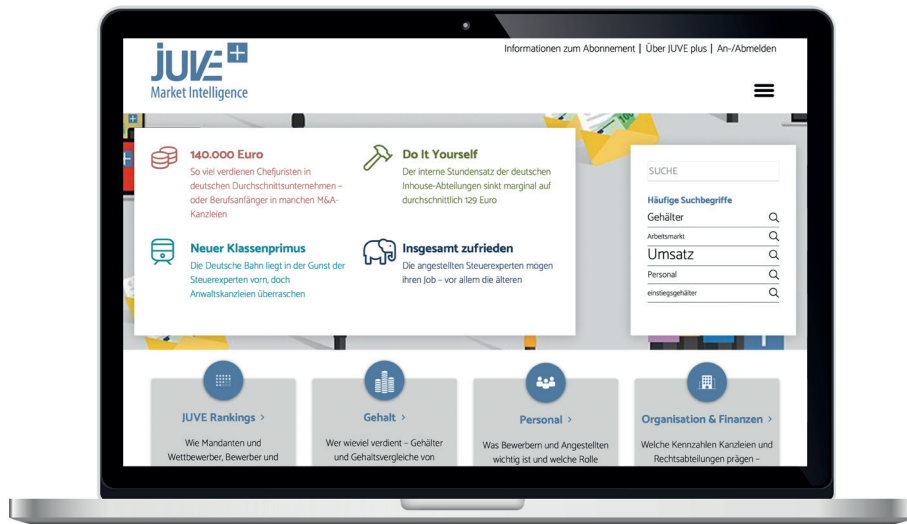 JUVE +
Market Intelligence
Informationen zum Abonnement | Über JUVE plus | An-/Abmelden
140.000 Euro
So viel verdienen Chefjuristen in
deutschen Durchschnittsunternehmen –
oder Berufsanfänger in manchen M&A-
Kanzleien
Do It Yourself
Der interne Stundensatz der deutschen
Inhouse-Abteilungen sinkt marginal auf
durchschnittlich 129 Euro
Neuer Klassenprimus
Die Deutsche Bahn liegt in der Gunst der
Steuerexperten vorn, doch
Anwaltskanzleien überraschen
Insgesamt zufrieden
Die angestellten Steuerexperten mögen
ihren Job – vor allem die älteren
SUCHE
Häufige Suchbegriffe
Gehälter
Arbeitsmarkt
Umsatz
Personal
einstiegsgehälter
100
JUVE Rankings >
Wie Mandanten und
Wettbewerber, Bewerber und
Gehalt >
Wer wieviel verdient – Gehälter
und Gehaltsvergleiche von
Personal >
Was Bewerbern und Angestellten
wichtig ist und welche Rolle
Organisation & Finanzen >
Welche Kennzahlen Kanzleien und
Rechtsabteilungen prägen –